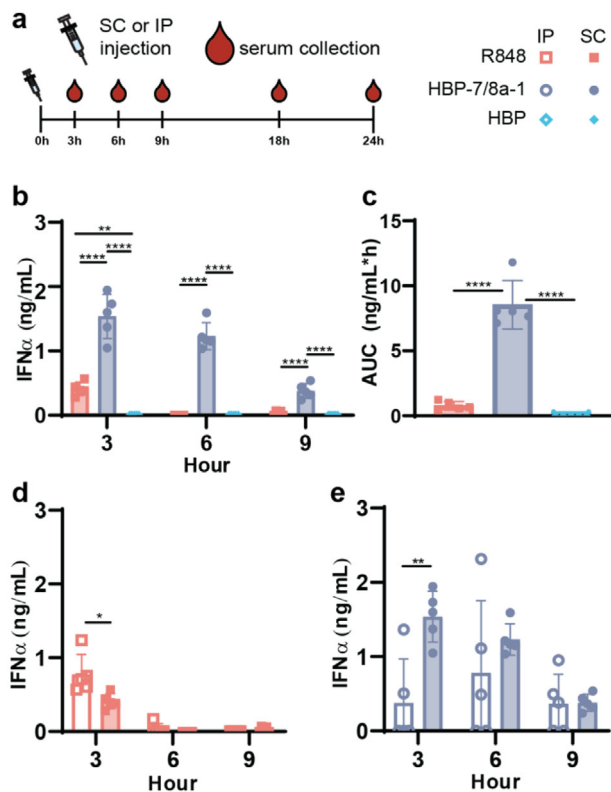 a
SC or IP
injection
serum collection
0h 3h 6h 9h 18h 24h
IP SC
R848
HBP-7/8a-1
HBP
b
IFNα (ng/mL)
3
2
1
0
**
**** ****
**** ****
**** ****
3 6 9
Hour
c
AUC (ng/mL*h)
15
10
5
0
**** ****
d
IFNα (ng/mL)
3
2
1
0
*
3 6 9
Hour
e
IFNα (ng/mL)
3
2
1
0
**
3 6 9
Hour